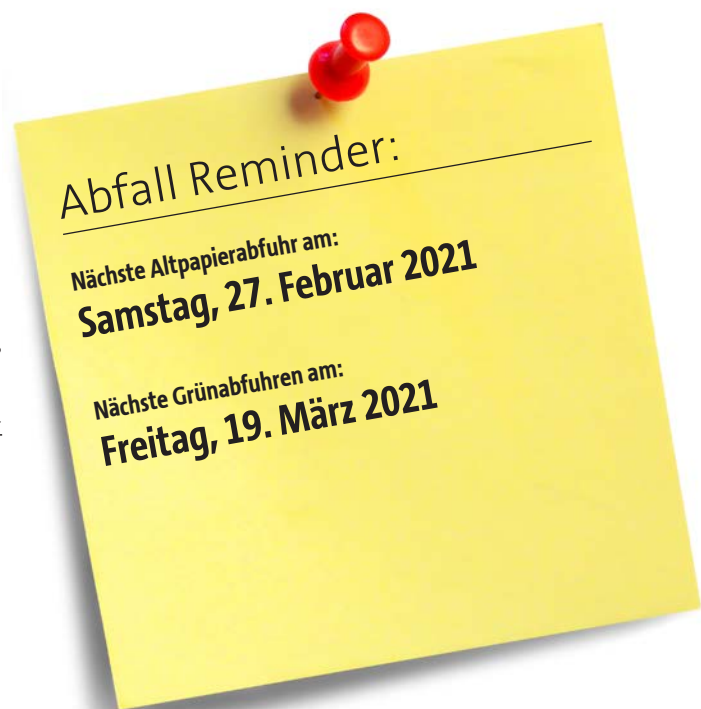 Abfall Reminder:
Nächste Altpapierabfuhr am:
Samstag, 27. Februar 2021
Nächste Grünabfuhren am:
Freitag, 19. März 2021